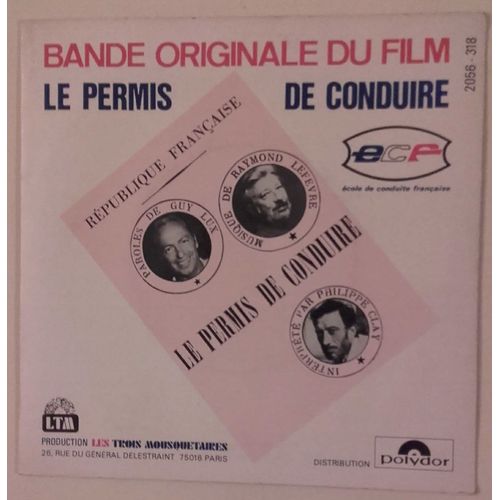 BANDE ORIGINALE DU FILM
LE PERMIS DE CONDUIRE
2056 - 318
ecf
école de conduite française
RÉPUBLIQUE FRANÇAISE
PAROLES DE GUY LUX
MUSIQUE DE RAYMOND LEFEVRE
LE PERMIS DE CONDUIRE
INTERPRÉTÉ PAR PHILIPPE CLAY
LTM
PRODUCTION LES TROIS MOUSQUETAIRES
26, RUE DU GÉNÉRAL DELESTRAINT 75016 PARIS
DISTRIBUTION
polydor